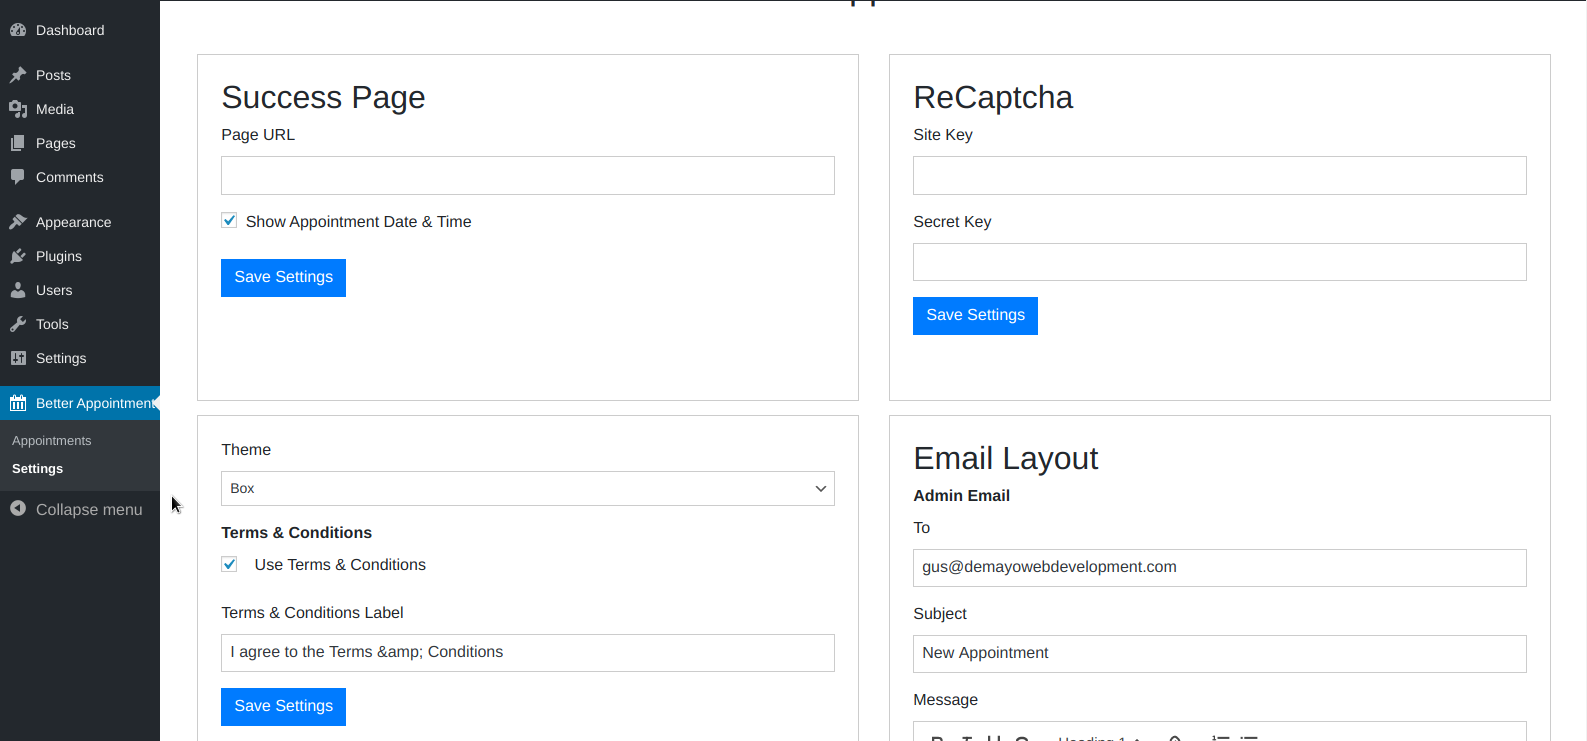 Dashboard
Posts
Media
Pages
Comments
Appearance
Plugins
Users
Tools
Settings
Better Appointment
Appointments
Settings
Collapse menu
Success Page
Page URL
Show Appointment Date & Time
Save Settings
ReCaptcha
Site Key
Secret Key
Save Settings
Theme
Box
Terms & Conditions
Use Terms & Conditions
Terms & Conditions Label
I agree to the Terms &amp; Conditions
Save Settings
Email Layout
Admin Email
To
gus@demayowebdevelopment.com
Subject
New Appointment
Message
Heading 1